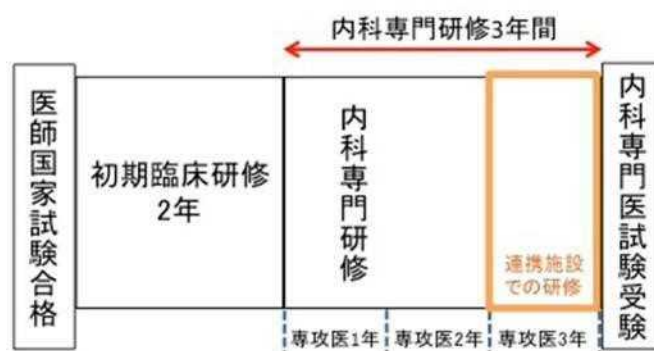 内科専門研修3年間
医師国家試験合格
初期臨床研修
2年
内科専門研修
連携施設
での研修
内科専門医試験受験
専攻医1年
専攻医2年
専攻医3年